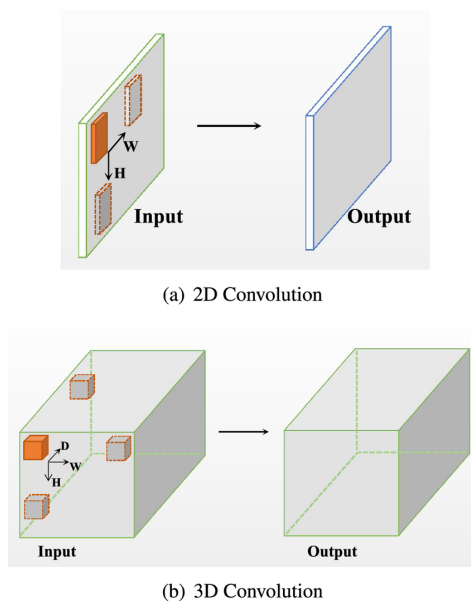 W
H
Input
Output
(a) 2D Convolution
D
W
H
Input
Output
(b) 3D Convolution